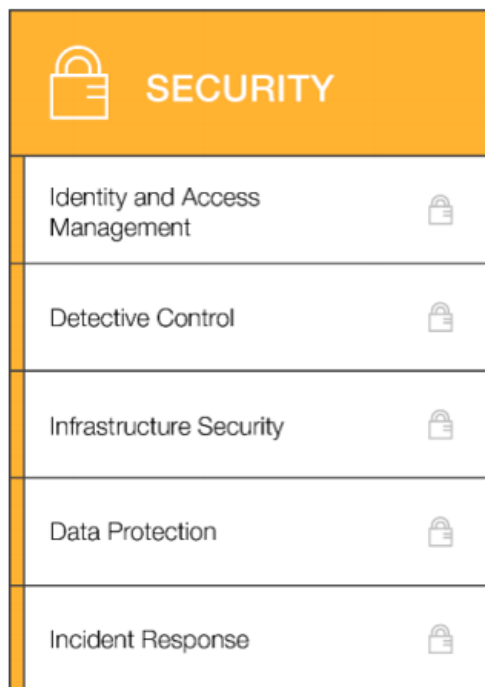 SECURITY
Identity and Access
Management
Detective Control
Infrastructure Security
Data Protection
Incident Response